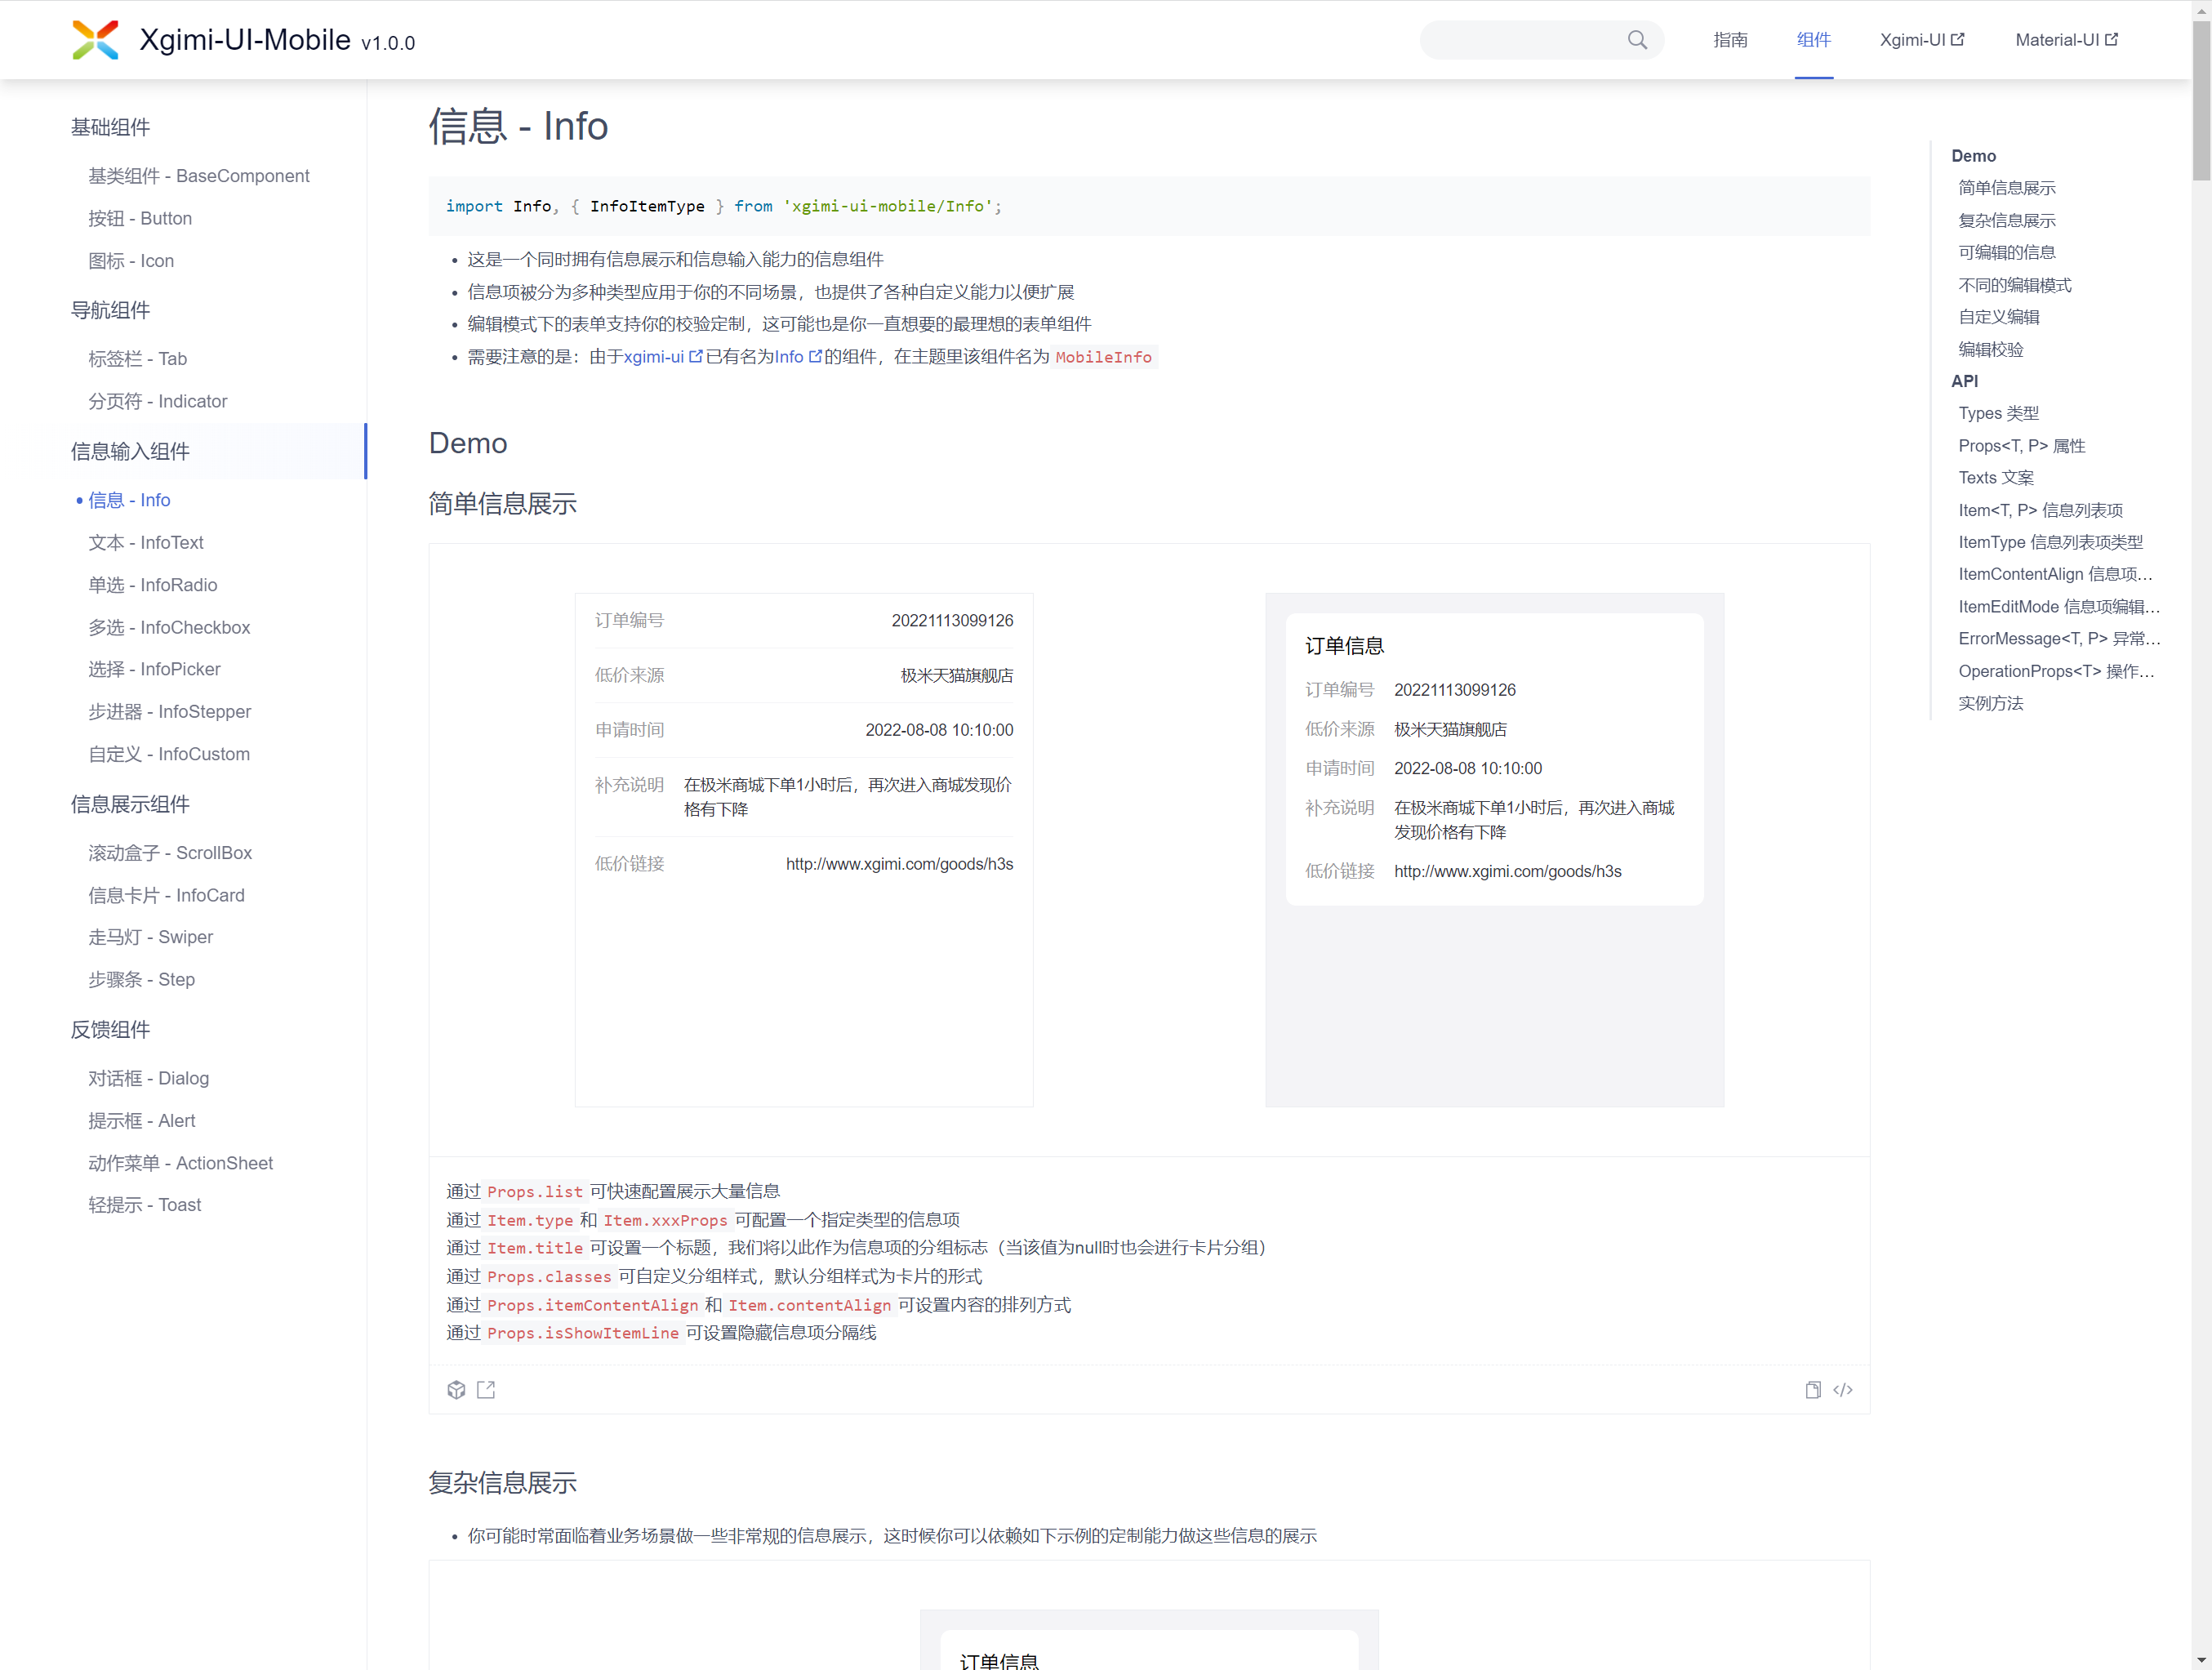 Xgimi-UI-Mobile v1.0.0
指南
组件
Xgimi-UI
Material-UI
基础组件
基类组件 - BaseComponent
按钮 - Button
图标 - Icon
导航组件
标签栏 - Tab
分页符 - Indicator
信息输入组件
信息 - Info
文本 - InfoText
单选 - InfoRadio
多选 - InfoCheckbox
选择 - InfoPicker
步进器 - InfoStepper
自定义 - InfoCustom
信息展示组件
滚动盒子 - ScrollBox
信息卡片 - InfoCard
走马灯 - Swiper
步骤条 - Step
反馈组件
对话框 - Dialog
提示框 - Alert
动作菜单 - ActionSheet
轻提示 - Toast
信息 - Info
import Info, { InfoItemType } from 'xgimi-ui-mobile/Info';
这是一个同时拥有信息展示和信息输入能力的信息组件
信息项被分为多种类型应用于你的不同场景，也提供了各种自定义能力以便扩展
编辑模式下的表单支持你的校验定制，这可能也是你一直想要的最理想的表单组件
需要注意的是：由于xgimi-ui已有名为Info的组件，在主题里该组件名为 MobileInfo
Demo
简单信息展示
订单编号 20221113099126
低价来源 极米天猫旗舰店
申请时间 2022-08-08 10:10:00
补充说明 在极米商城下单1小时后，再次进入商城发现价
格有下降
低价链接 http://www.xgimi.com/goods/h3s
订单信息
订单编号 20221113099126
低价来源 极米天猫旗舰店
申请时间 2022-08-08 10:10:00
补充说明 在极米商城下单1小时后，再次进入商城
发现价格有下降
低价链接 http://www.xgimi.com/goods/h3s
通过 Props.list 可快速配置展示大量信息
通过 Item.type 和 Item.xxxProps 可配置一个指定类型的信息项
通过 Item.title 可设置一个标题，我们将以此作为信息项的分组标志（当该值为null时也会进行卡片分组）
通过 Props.classes 可自定义分组样式，默认分组样式为卡片的形式
通过 Props.itemContentAlign 和 Item.contentAlign 可设置内容的排列方式
通过 Props.isShowItemLine 可设置隐藏信息项分隔线
复杂信息展示
你可能时常面临着业务场景做一些非常规的信息展示，这时候你可以依赖如下示例的定制能力做这些信息的展示
订单信息
Demo
简单信息展示
复杂信息展示
可编辑的信息
不同的编辑模式
自定义编辑
编辑校验
API
Types 类型
Props<T, P> 属性
Texts 文案
Item<T, P> 信息列表项
ItemType 信息列表项类型
ItemContentAlign 信息项…
ItemEditMode 信息项编辑…
ErrorMessage<T, P> 异常…
OperationProps<T> 操作…
实例方法